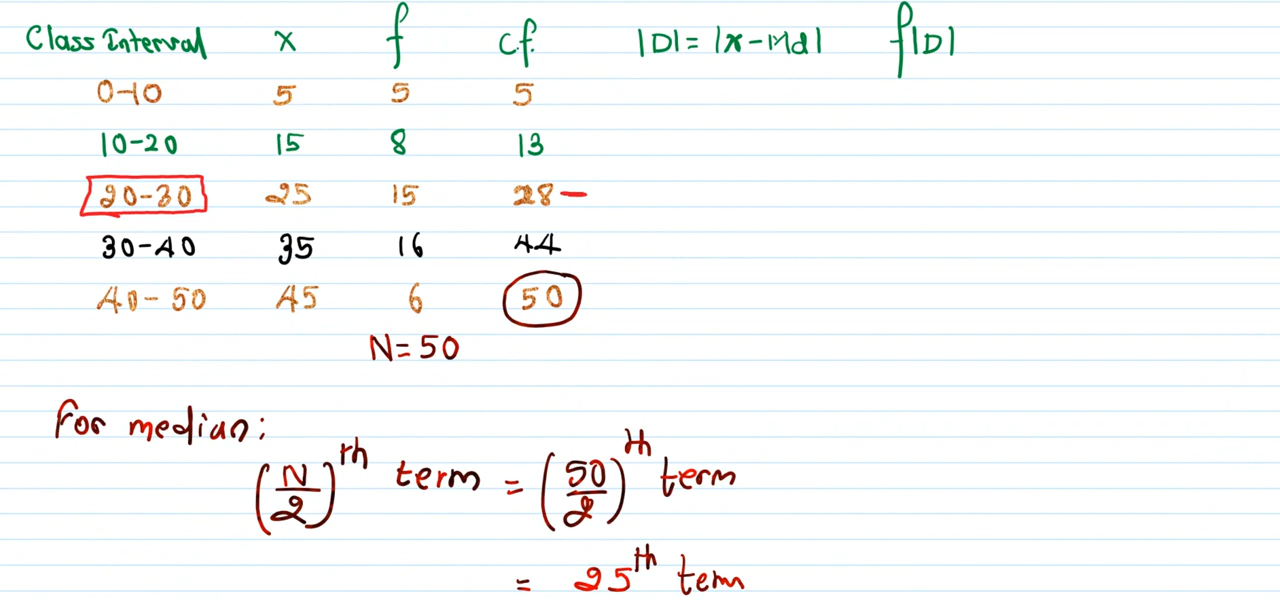 Class Interval x f c.f. |D| = |x - Md| f|D|
0-10 5 5 5
10-20 15 8 13
20-30 25 15 28
30-40 35 16 44
40-50 45 6 50
N=50
For median:
(N/2)th term = (50/2)th term
= 25th term